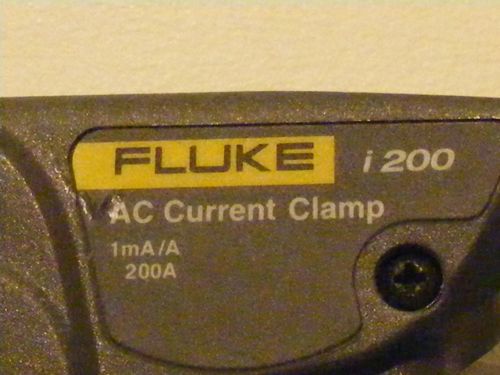 FLUKE i 200
AC Current Clamp
1mA/A
200A